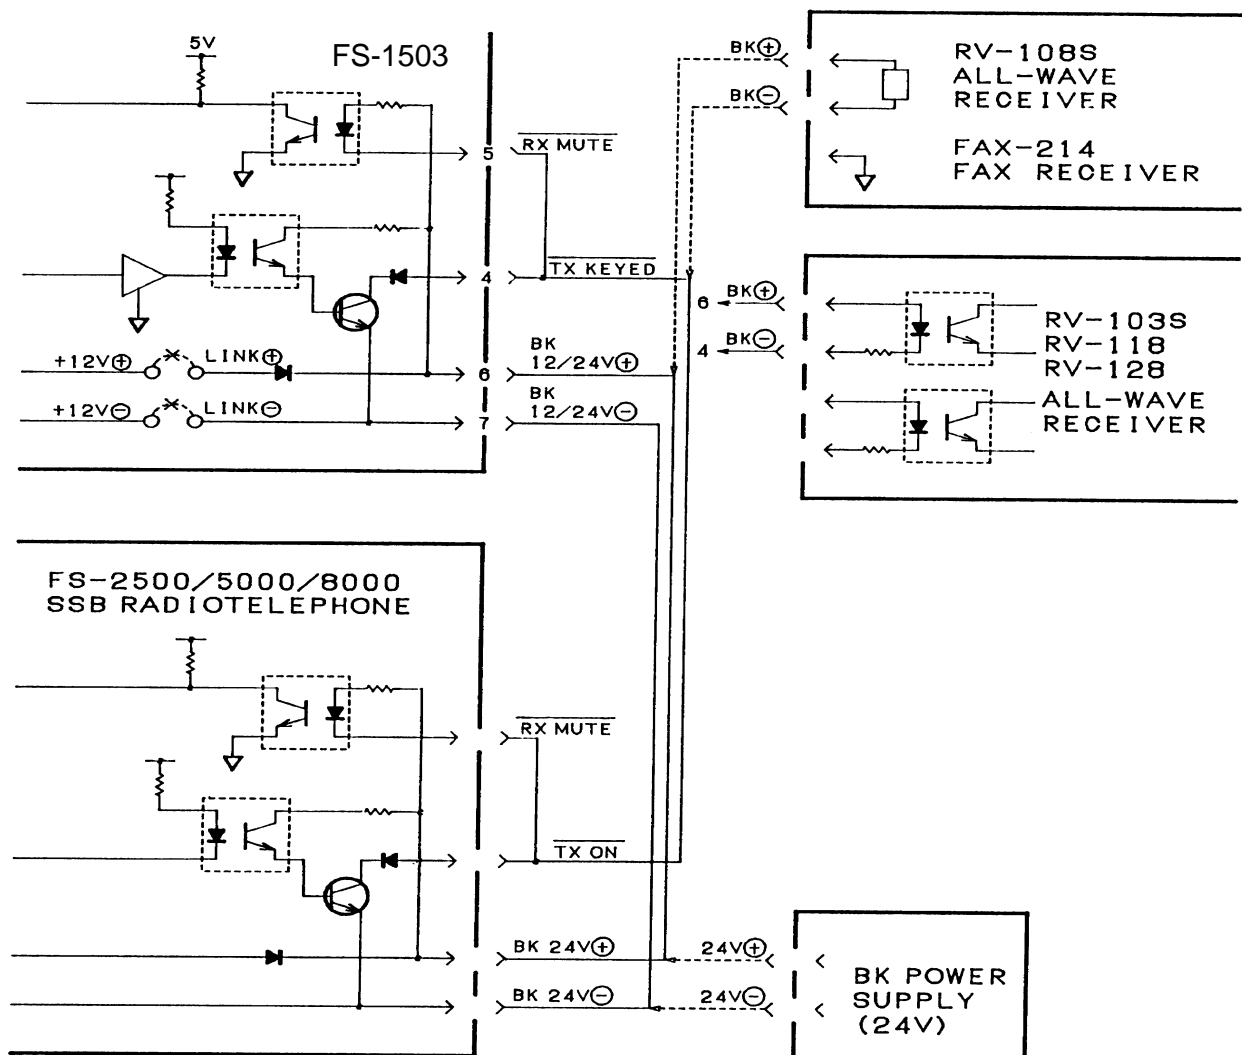 5V
FS-1503
5
RX MUTE
4
TX KEYED
+12V⊕
LINK⊕
6
BK
12/24V⊕
+12V⊖
LINK⊖
7
BK
12/24V⊖
BK⊕
BK⊖
RV-108S
ALL-WAVE
RECEIVER
FAX-214
FAX RECEIVER
6
BK⊕
4
BK⊖
RV-103S
RV-118
RV-128
ALL-WAVE
RECEIVER
FS-2500/5000/8000
SSB RADIOTELEPHONE
RX MUTE
TX ON
BK 24V⊕
24V⊕
BK 24V⊖
24V⊖
BK POWER
SUPPLY
(24V)